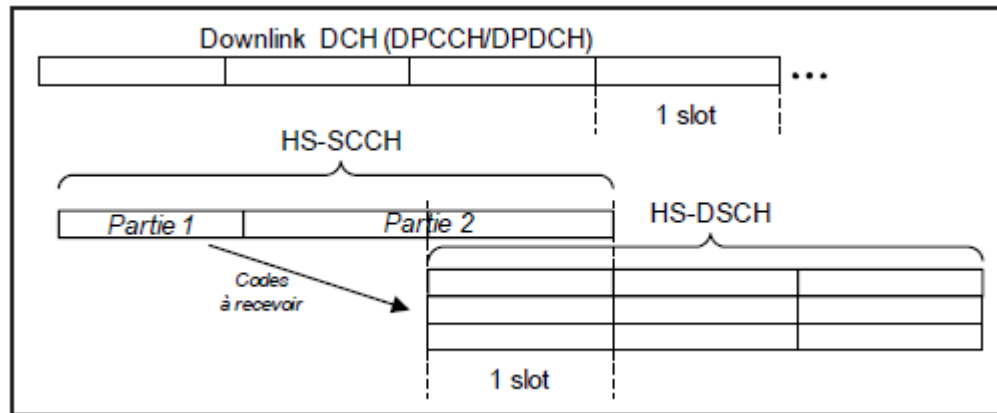 Downlink DCH (DPCCH/DPDCH)
...
1 slot
HS-SCCH
Partie 1 Partie 2
HS-DSCH
Codes
à recevoir
1 slot